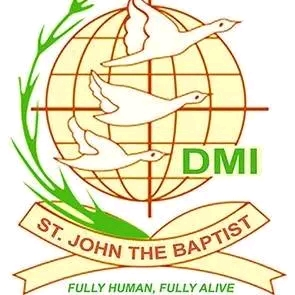 DMI
ST. JOHN THE BAPTIST
FULLY HUMAN, FULLY ALIVE